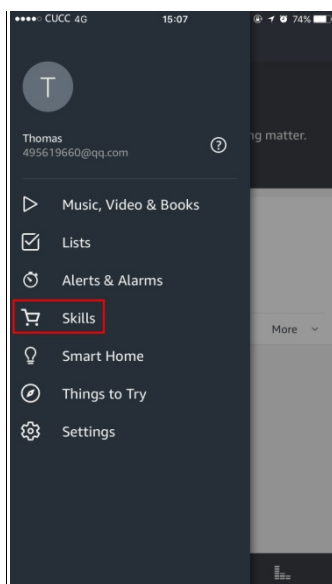 CUCC 4G 15:07 74%
T
Thomas
495619660@qq.com
ng matter.
Music, Video & Books
Lists
Alerts & Alarms
Skills
More
Smart Home
Things to Try
Settings